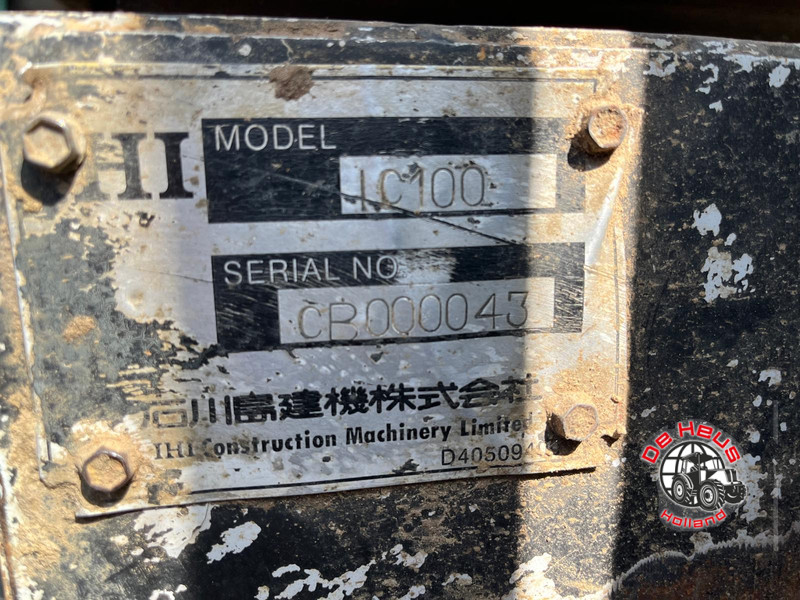 IHI
MODEL
IC100
SERIAL NO.
CB000043
石川島建機株式会社
IHI Construction Machinery Limited
D405094
De Heus
Holland